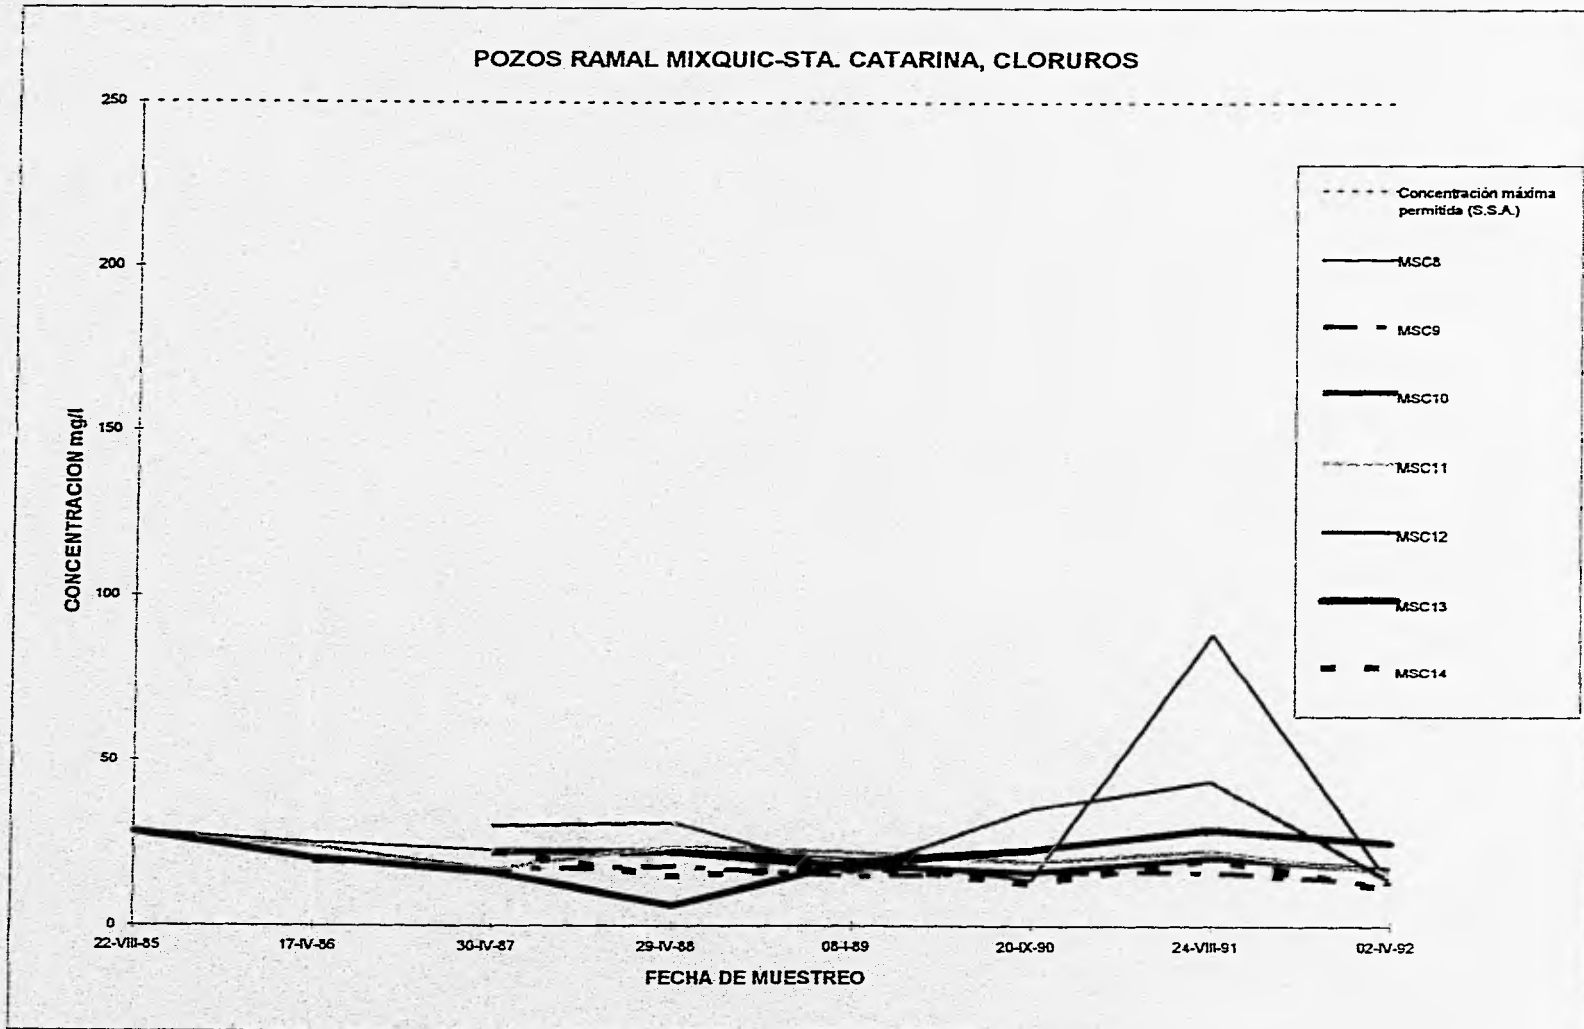 POZOS RAMAL MIXQUIC-STA. CATARINA, CLORUROS
250
200
150
100
50
0
CONCENTRACION mg/l
22-VIII-85
17-IV-86
30-IV-87
29-IV-88
08-I-89
20-IX-90
24-VIII-91
02-IV-92
FECHA DE MUESTREO
Concentración máxima
permitida (S.S.A.)
MSC8
MSC9
MSC10
MSC11
MSC12
MSC13
MSC14